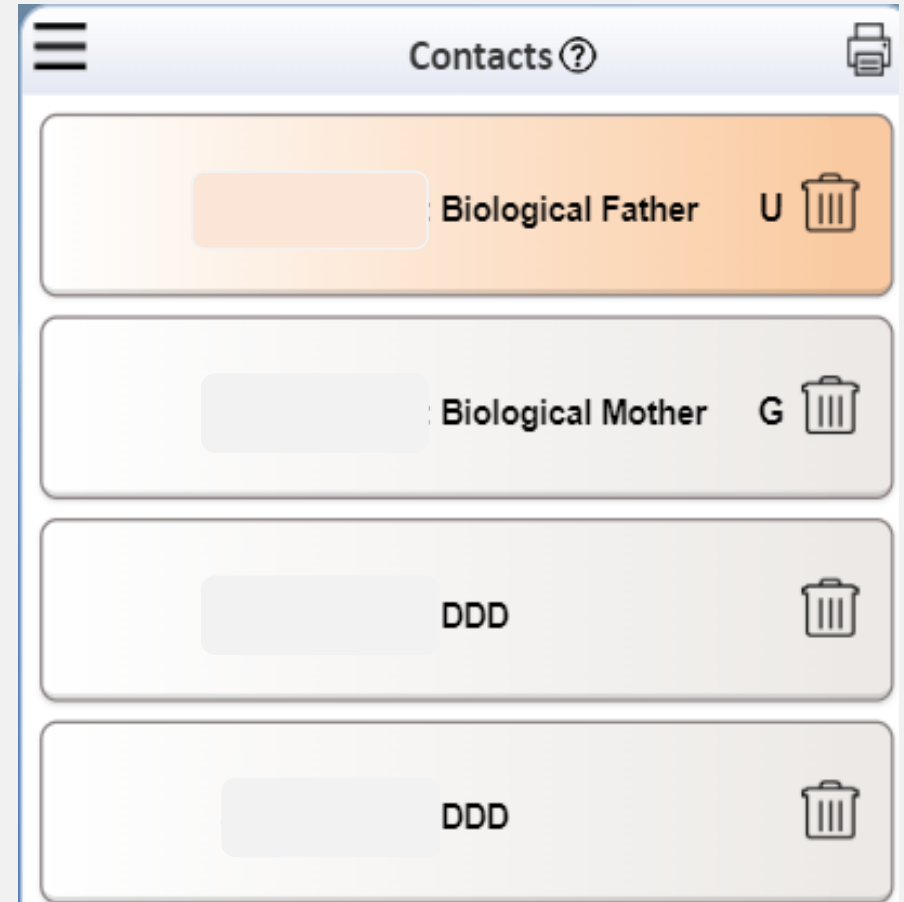 Contacts ?
: Biological Father U
: Biological Mother G
DDD
DDD